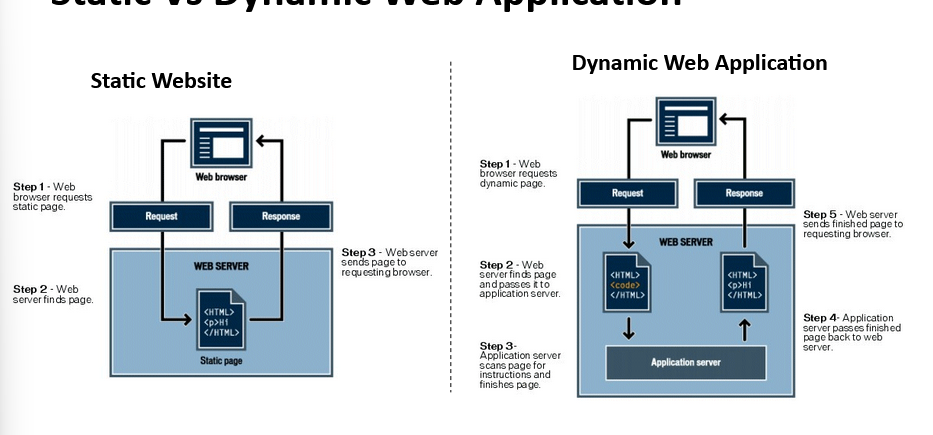 Static vs Dynamic Web Application
Static Website
Web browser
Step 1 - Web
browser requests
static page.
Request
Response
WEB SERVER
Step 3 - Web server
sends page to
requesting browser.
Step 2 - Web
server finds page.
<HTML>
<p>Hi
</HTML>
Static page
Dynamic Web Application
Web browser
Step 1 - Web
browser requests
dynamic page.
Request
Response
Step 5 - Web server
sends finished page to
requesting browser.
WEB SERVER
Step 2 - Web
server finds page
and passes it to
application server.
<HTML>
<code>
</HTML>
<HTML>
<p>Hi
</HTML>
Step 4- Application
server passes finished
page back to web
server.
Step 3-
Application server
scans page for
instructions and
finishes page.
Application server